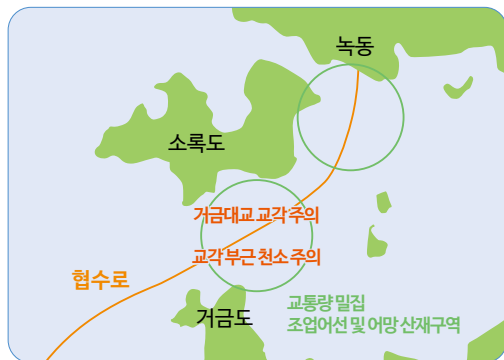 녹동
소록도
거금대교 교각 주의
교각 부근 천소 주의
협수로
거금도
교통량 밀집
조업어선 및 어망 산재구역